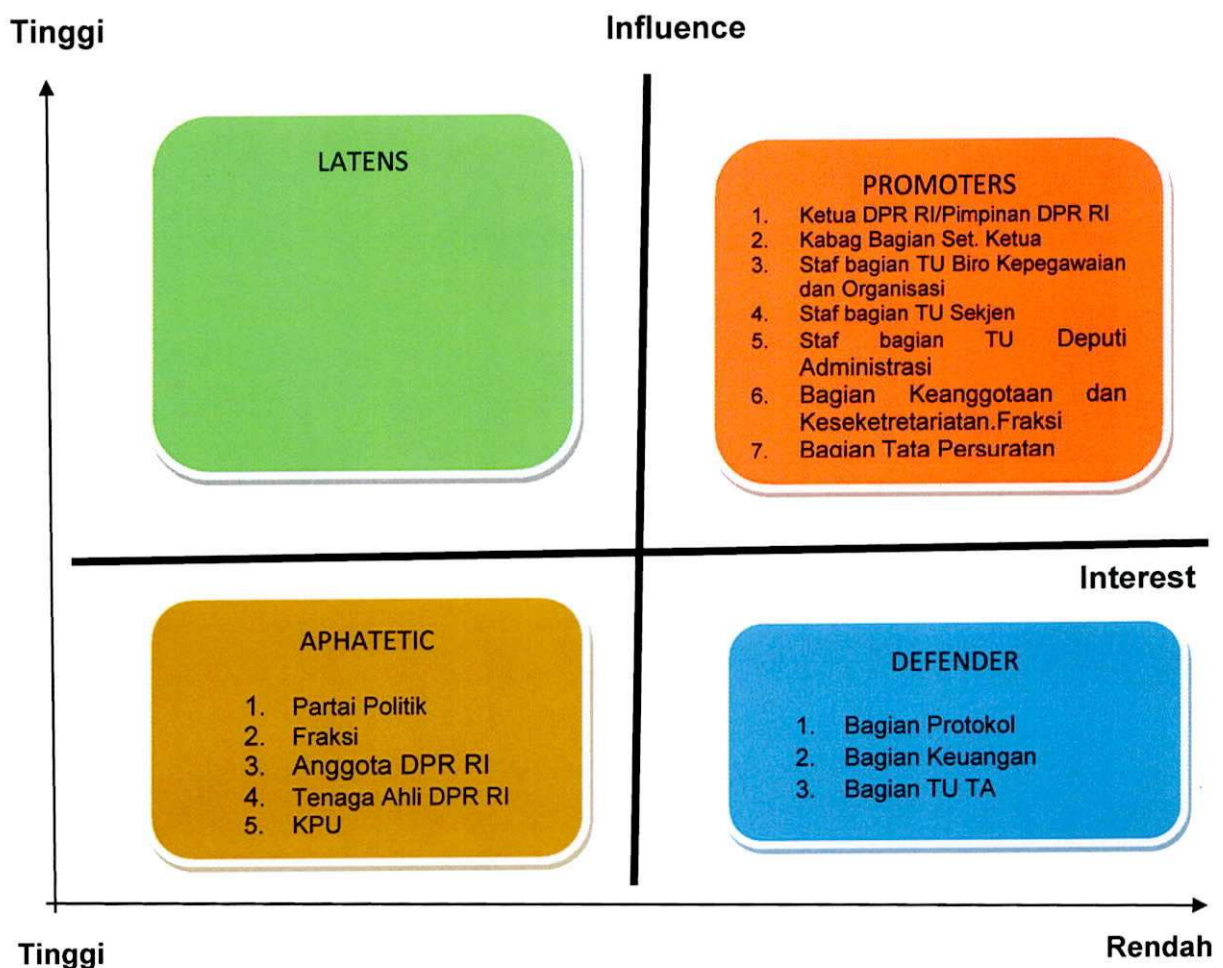 Tinggi
Influence
LATENS
PROMOTERS
1. Ketua DPR RI/Pimpinan DPR RI
2. Kabag Bagian Set. Ketua
3. Staf bagian TU Biro Kepegawaian
dan Organisasi
4. Staf bagian TU Sekjen
5. Staf bagian TU Deputi
Administrasi
6. Bagian Keanggotaan dan
Keseketretariatan.Fraksi
7. Bagian Tata Persuratan
Interest
APHATETIC
1. Partai Politik
2. Fraksi
3. Anggota DPR RI
4. Tenaga Ahli DPR RI
5. KPU
DEFENDER
1. Bagian Protokol
2. Bagian Keuangan
3. Bagian TU TA
Tinggi
Rendah